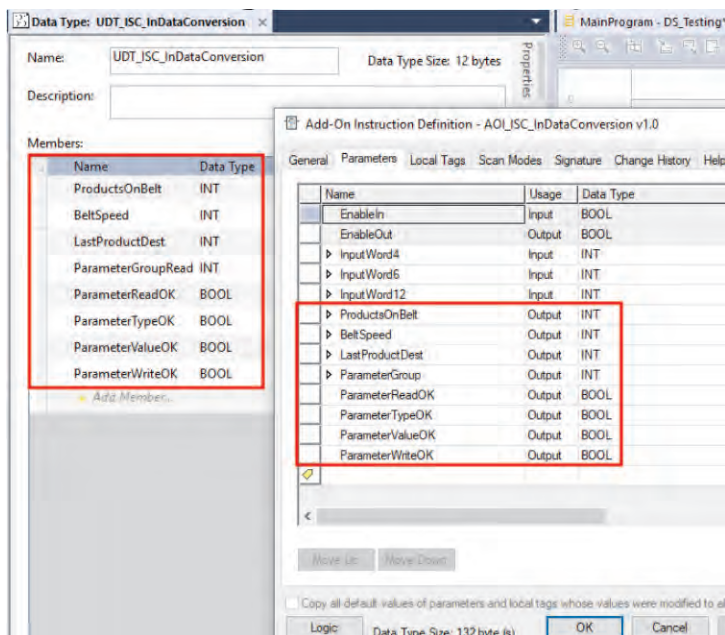 Data Type: UDT_ISC_InDataConversion ×
MainProgram - DS_Testing*
Name: UDT_ISC_InDataConversion Data Type Size: 12 bytes
Properties
Description:
Members:
Name Data Type
ProductsOnBelt INT
BeltSpeed INT
LastProductDest INT
ParameterGroupRead INT
ParameterReadOK BOOL
ParameterTypeOK BOOL
ParameterValueOK BOOL
ParameterWriteOK BOOL
Add Member...
Add-On Instruction Definition - AOI_ISC_InDataConversion v1.0
General Parameters Local Tags Scan Modes Signature Change History Help
Name Usage Data Type
EnableIn Input BOOL
EnableOut Output BOOL
InputWord4 Input INT
InputWord6 Input INT
InputWord12 Input INT
ProductsOnBelt Output INT
BeltSpeed Output INT
LastProductDest Output INT
ParameterGroup Output INT
ParameterReadOK Output BOOL
ParameterTypeOK Output BOOL
ParameterValueOK Output BOOL
ParameterWriteOK Output BOOL
Move Up Move Down
Copy all default values of parameters and local tags whose values were modified to al
Logic Data Type Size: 132 byte (s) OK Cancel